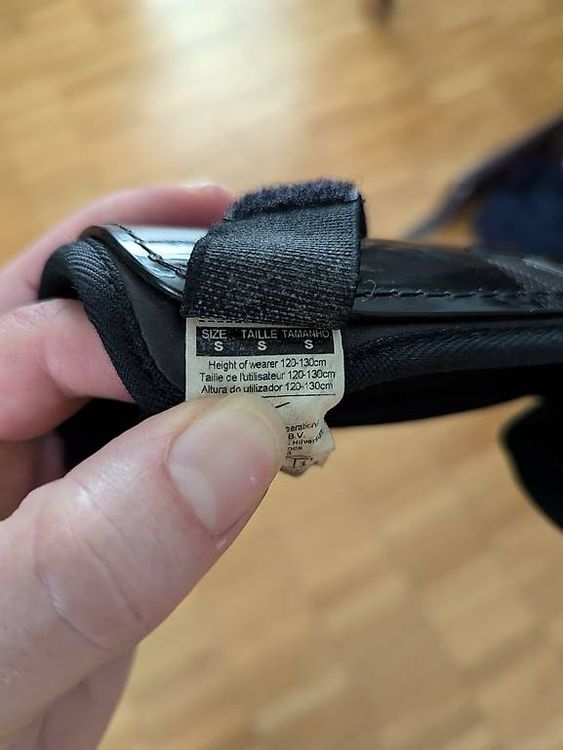 SIZE TAILLE TAMANHO
S S S
Height of wearer 120-130cm
Taille de l'utilisateur 120-130cm
Altura do utilizador 120-130cm
B.V.